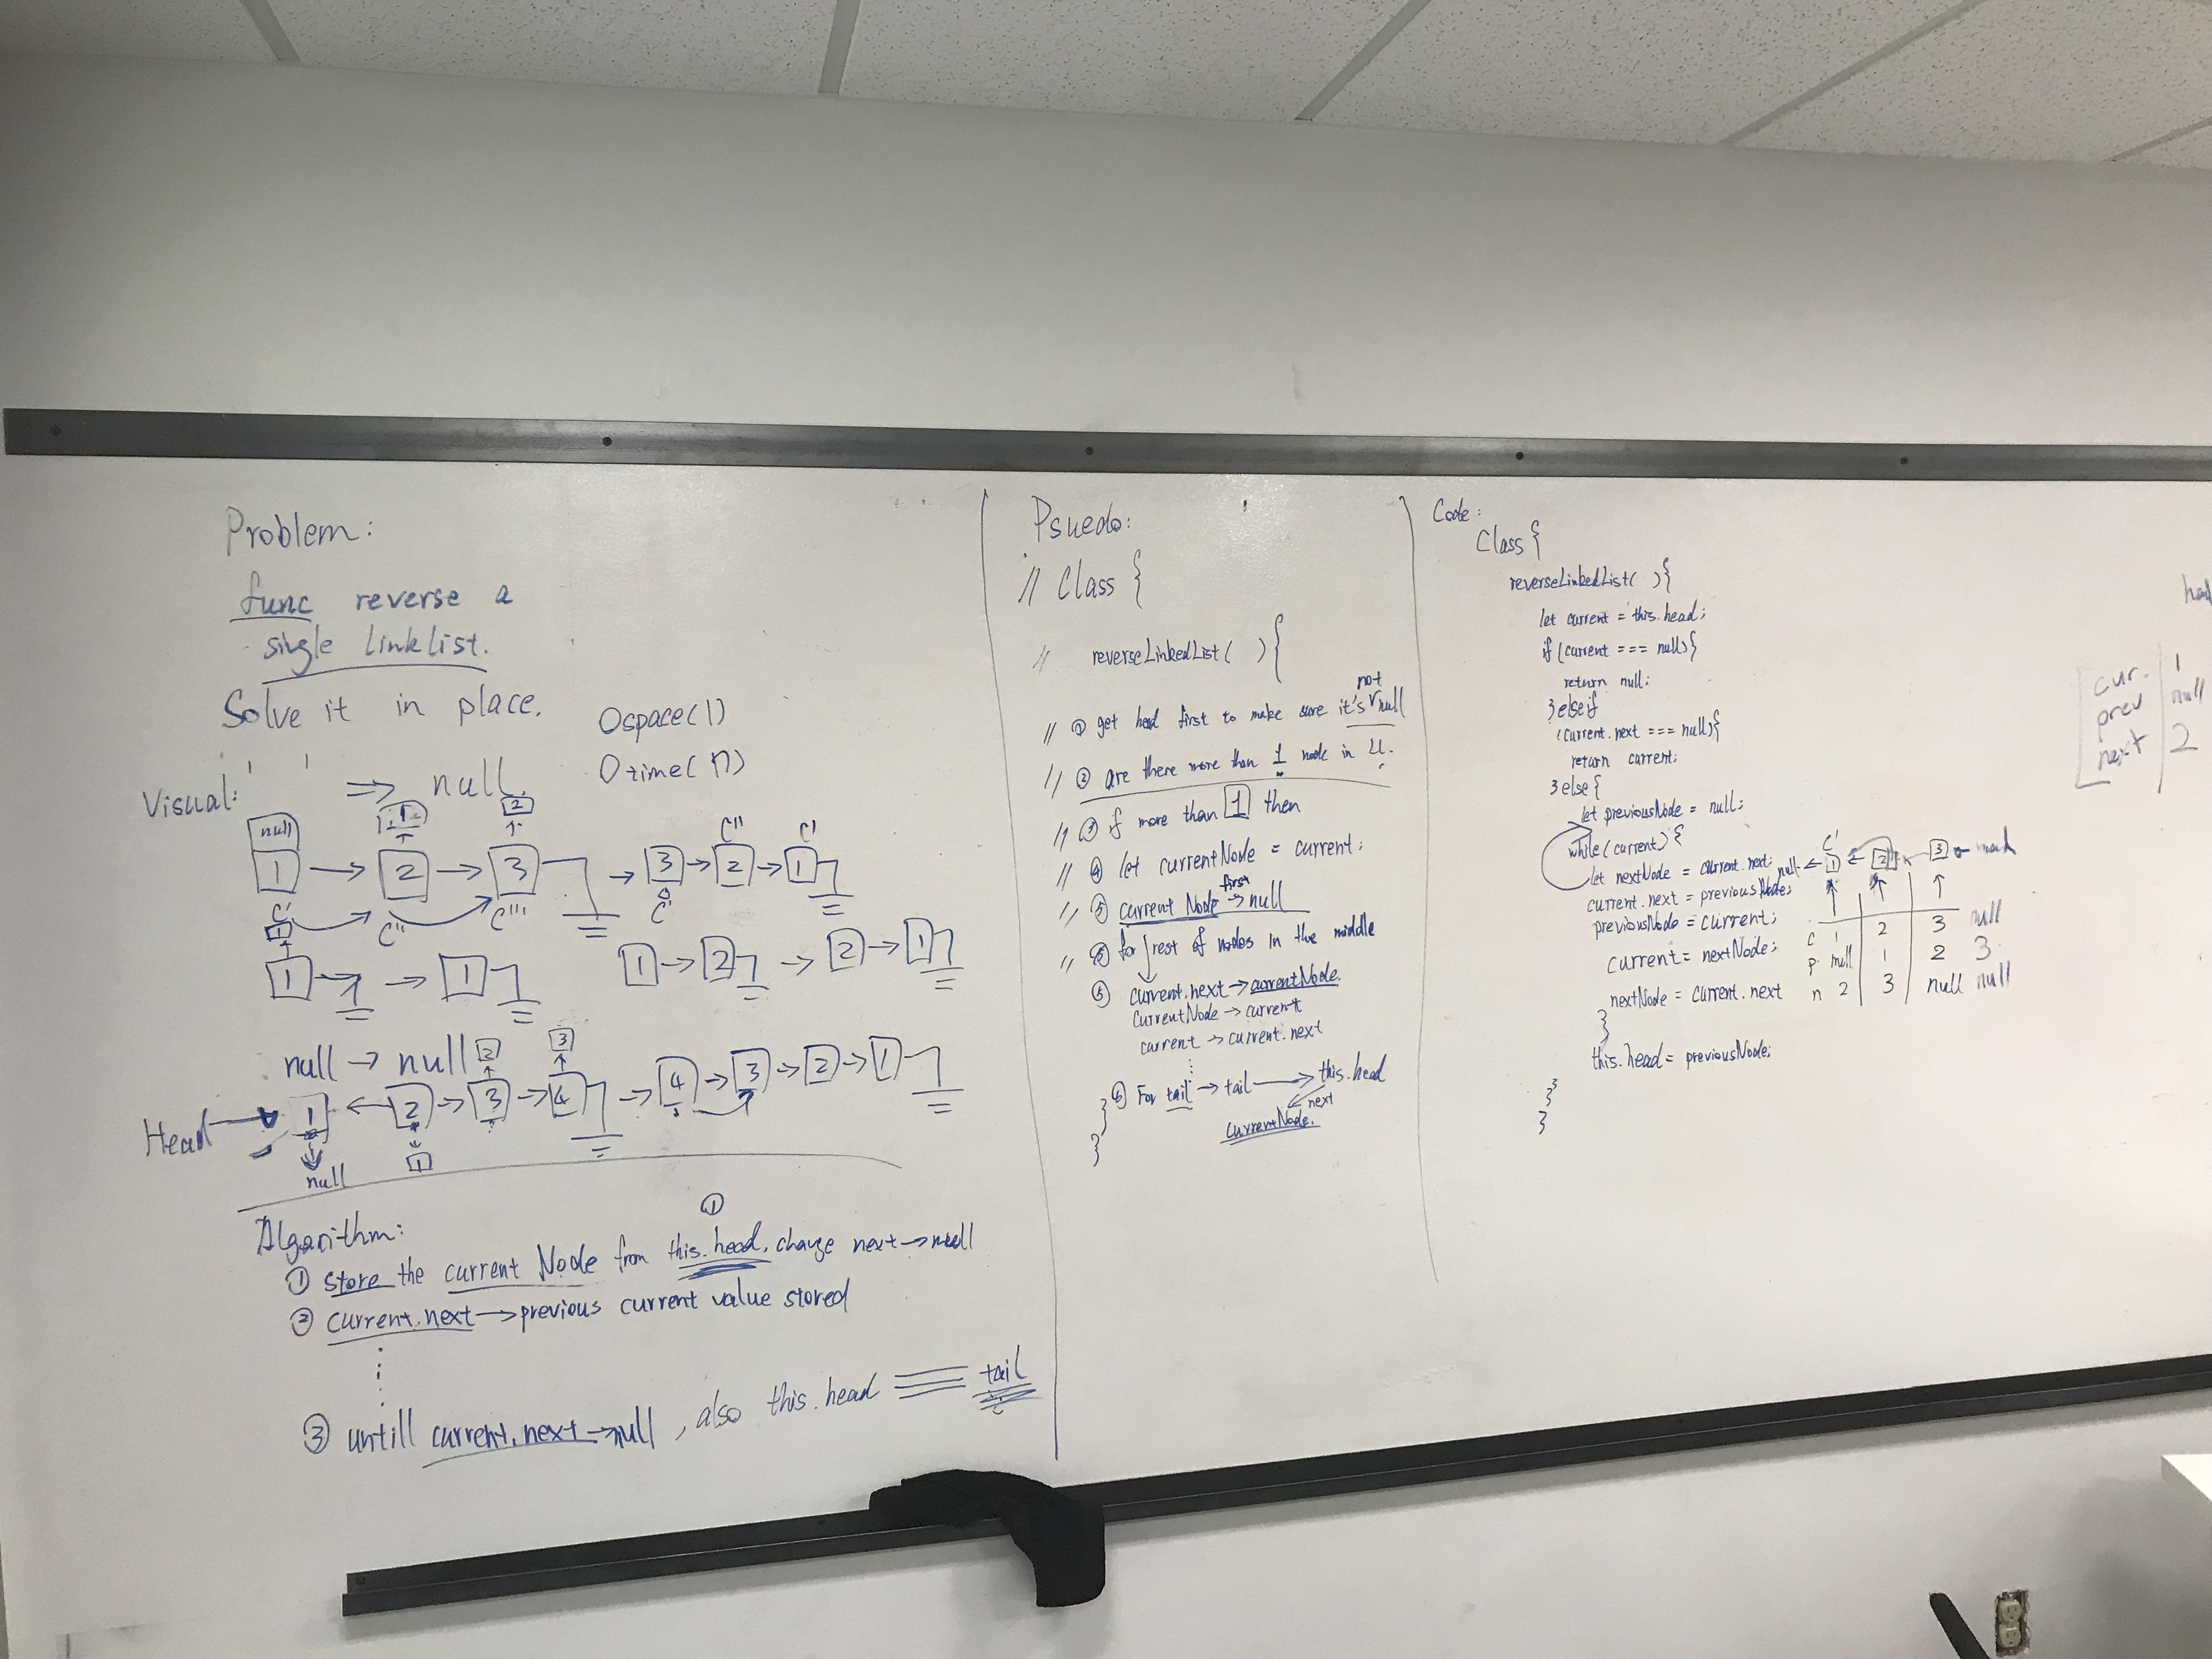 Problem:
func reverse a
single linklist.
Solve it in place.
Ospace(1)
Otime(n)
Visual:
⇒ null.
null
2
1 → 2 → 3 → 3 → 2 → 1
C' C'' C''' C' C'' C'
1
1 → 1
1 → 2 → 2 → 1
null → null
2 3
Head → 1 ← 2 → 3 → 4 → 4 → 3 → 2 → 1
null
1
Algorithm:
①
① store the current Node from this.head, change next → null
② current.next → previous current value stored
③ untill current.next → null, also this.head ≡ tail
Psuedo:
// Class {
// reverseLinkedList( ) {
not
// ① get head first to make sure it's null
// ② are there more than 1 node in LL.
// ③ if more than 1 then
// ④ let currentNode = current;
first
// ⑤ current Node → null
// ⑥ for rest of nodes in the middle
⑤ current.next → currentNode.
CurrentNode → current
current → current.next
⑥ For tail → tail → this.head
next
currentNode.
}
}
Code:
Class {
reverseLinkedList( ) {
let current = this.head;
if (current === null) {
return null;
} else if
(current.next === null) {
return current;
} else {
let previousNode = null;
while (current) {
let nextNode = current.next;
current.next = previousNode;
previousNode = current;
current = nextNode;
nextNode = current.next
}
this.head = previousNode;
}
}
C'
null ← 1 ← 2 3
c 1 2 3 null
p null 1 2 3
n 2 3 null null
cur. 1
prev null
next 2